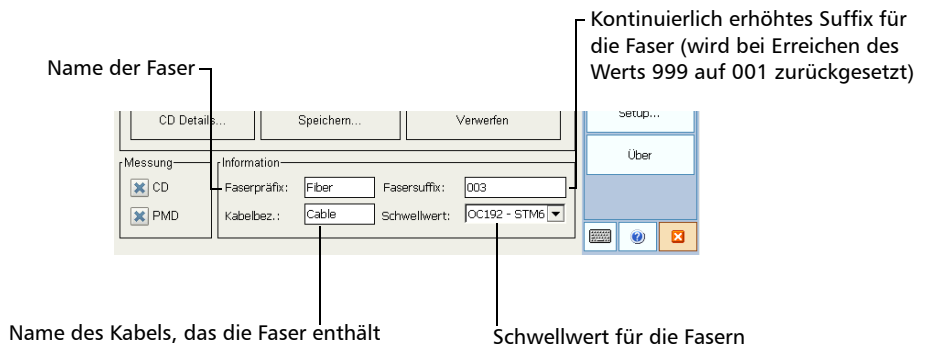 Kontinuierlich erhöhtes Suffix für
die Faser (wird bei Erreichen des
Werts 999 auf 001 zurückgesetzt)
Name der Faser
CD Details...
Speichern...
Verwerfen
Setup...
Über
Messung
Information
CD
Faserpräfix:
Fiber
Fasersuffix:
003
PMD
Kabelbez.:
Cable
Schwellwert:
OC192 - STM6
Name des Kabels, das die Faser enthält
Schwellwert für die Fasern